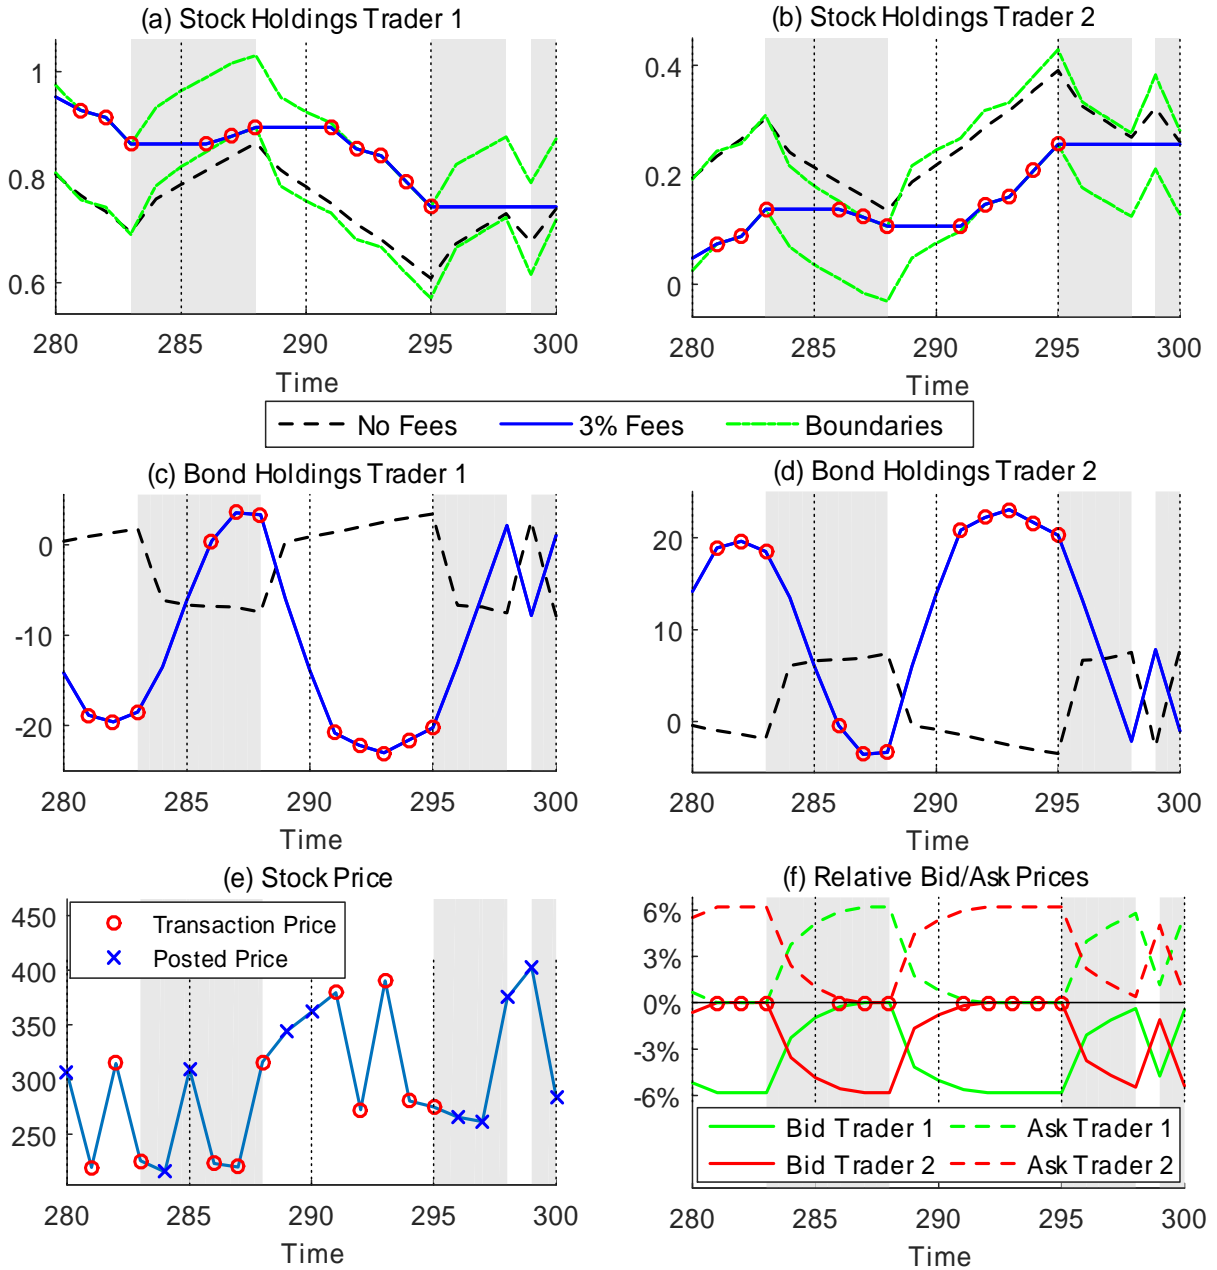 (a) Stock Holdings Trader 1
(b) Stock Holdings Trader 2
1
0.8
0.6
280 285 290 295 300
Time
0.4
0.2
0
280 285 290 295 300
Time
No Fees 3% Fees Boundaries
(c) Bond Holdings Trader 1
(d) Bond Holdings Trader 2
0
-10
-20
280 285 290 295 300
Time
20
10
0
280 285 290 295 300
Time
(e) Stock Price
(f) Relative Bid/Ask Prices
450
400
350
300
250
Transaction Price
Posted Price
280 285 290 295 300
Time
6%
3%
0%
-3%
-6%
Bid Trader 1 Ask Trader 1
Bid Trader 2 Ask Trader 2
280 285 290 295 300
Time